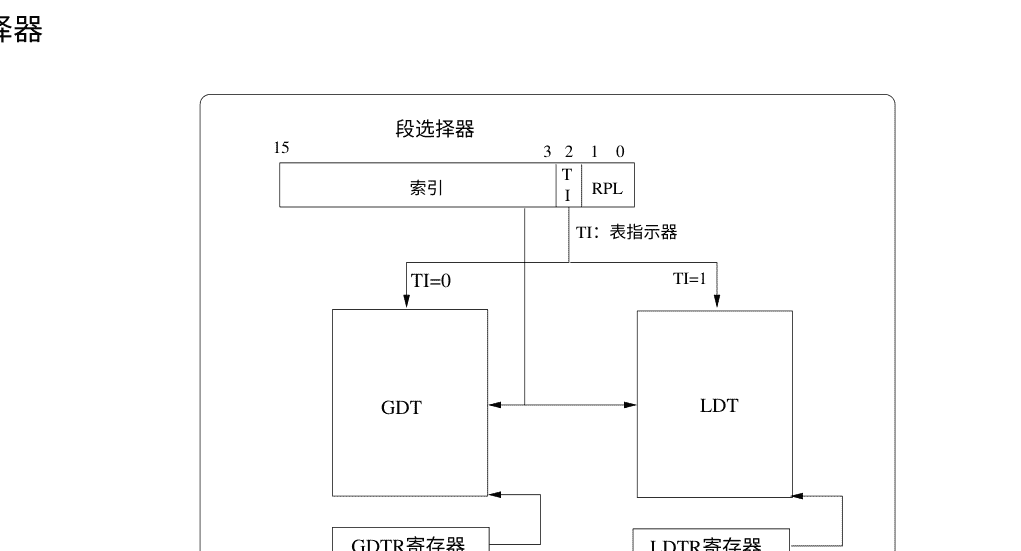 择器
段选择器
15 3 2 1 0
索引
T
I
RPL
TI：表指示器
TI=0
TI=1
GDT
LDT
GDTR寄存器
LDTR寄存器